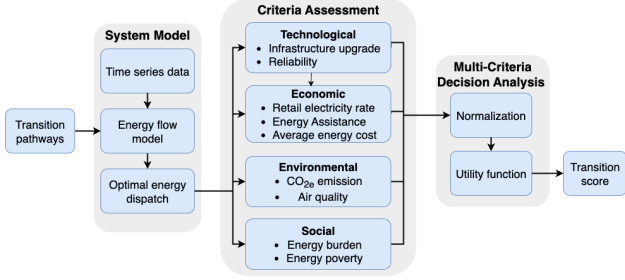 Criteria Assessment
System Model
Time series data
Energy flow
model
Optimal energy
dispatch
Transition
pathways
Technological
• Infrastructure upgrade
• Reliability
Economic
• Retail electricity rate
• Energy Assistance
• Average energy cost
Environmental
• CO2e emission
• Air quality
Social
• Energy burden
• Energy poverty
Multi-Criteria
Decision Analysis
Normalization
Utility function
Transition
score